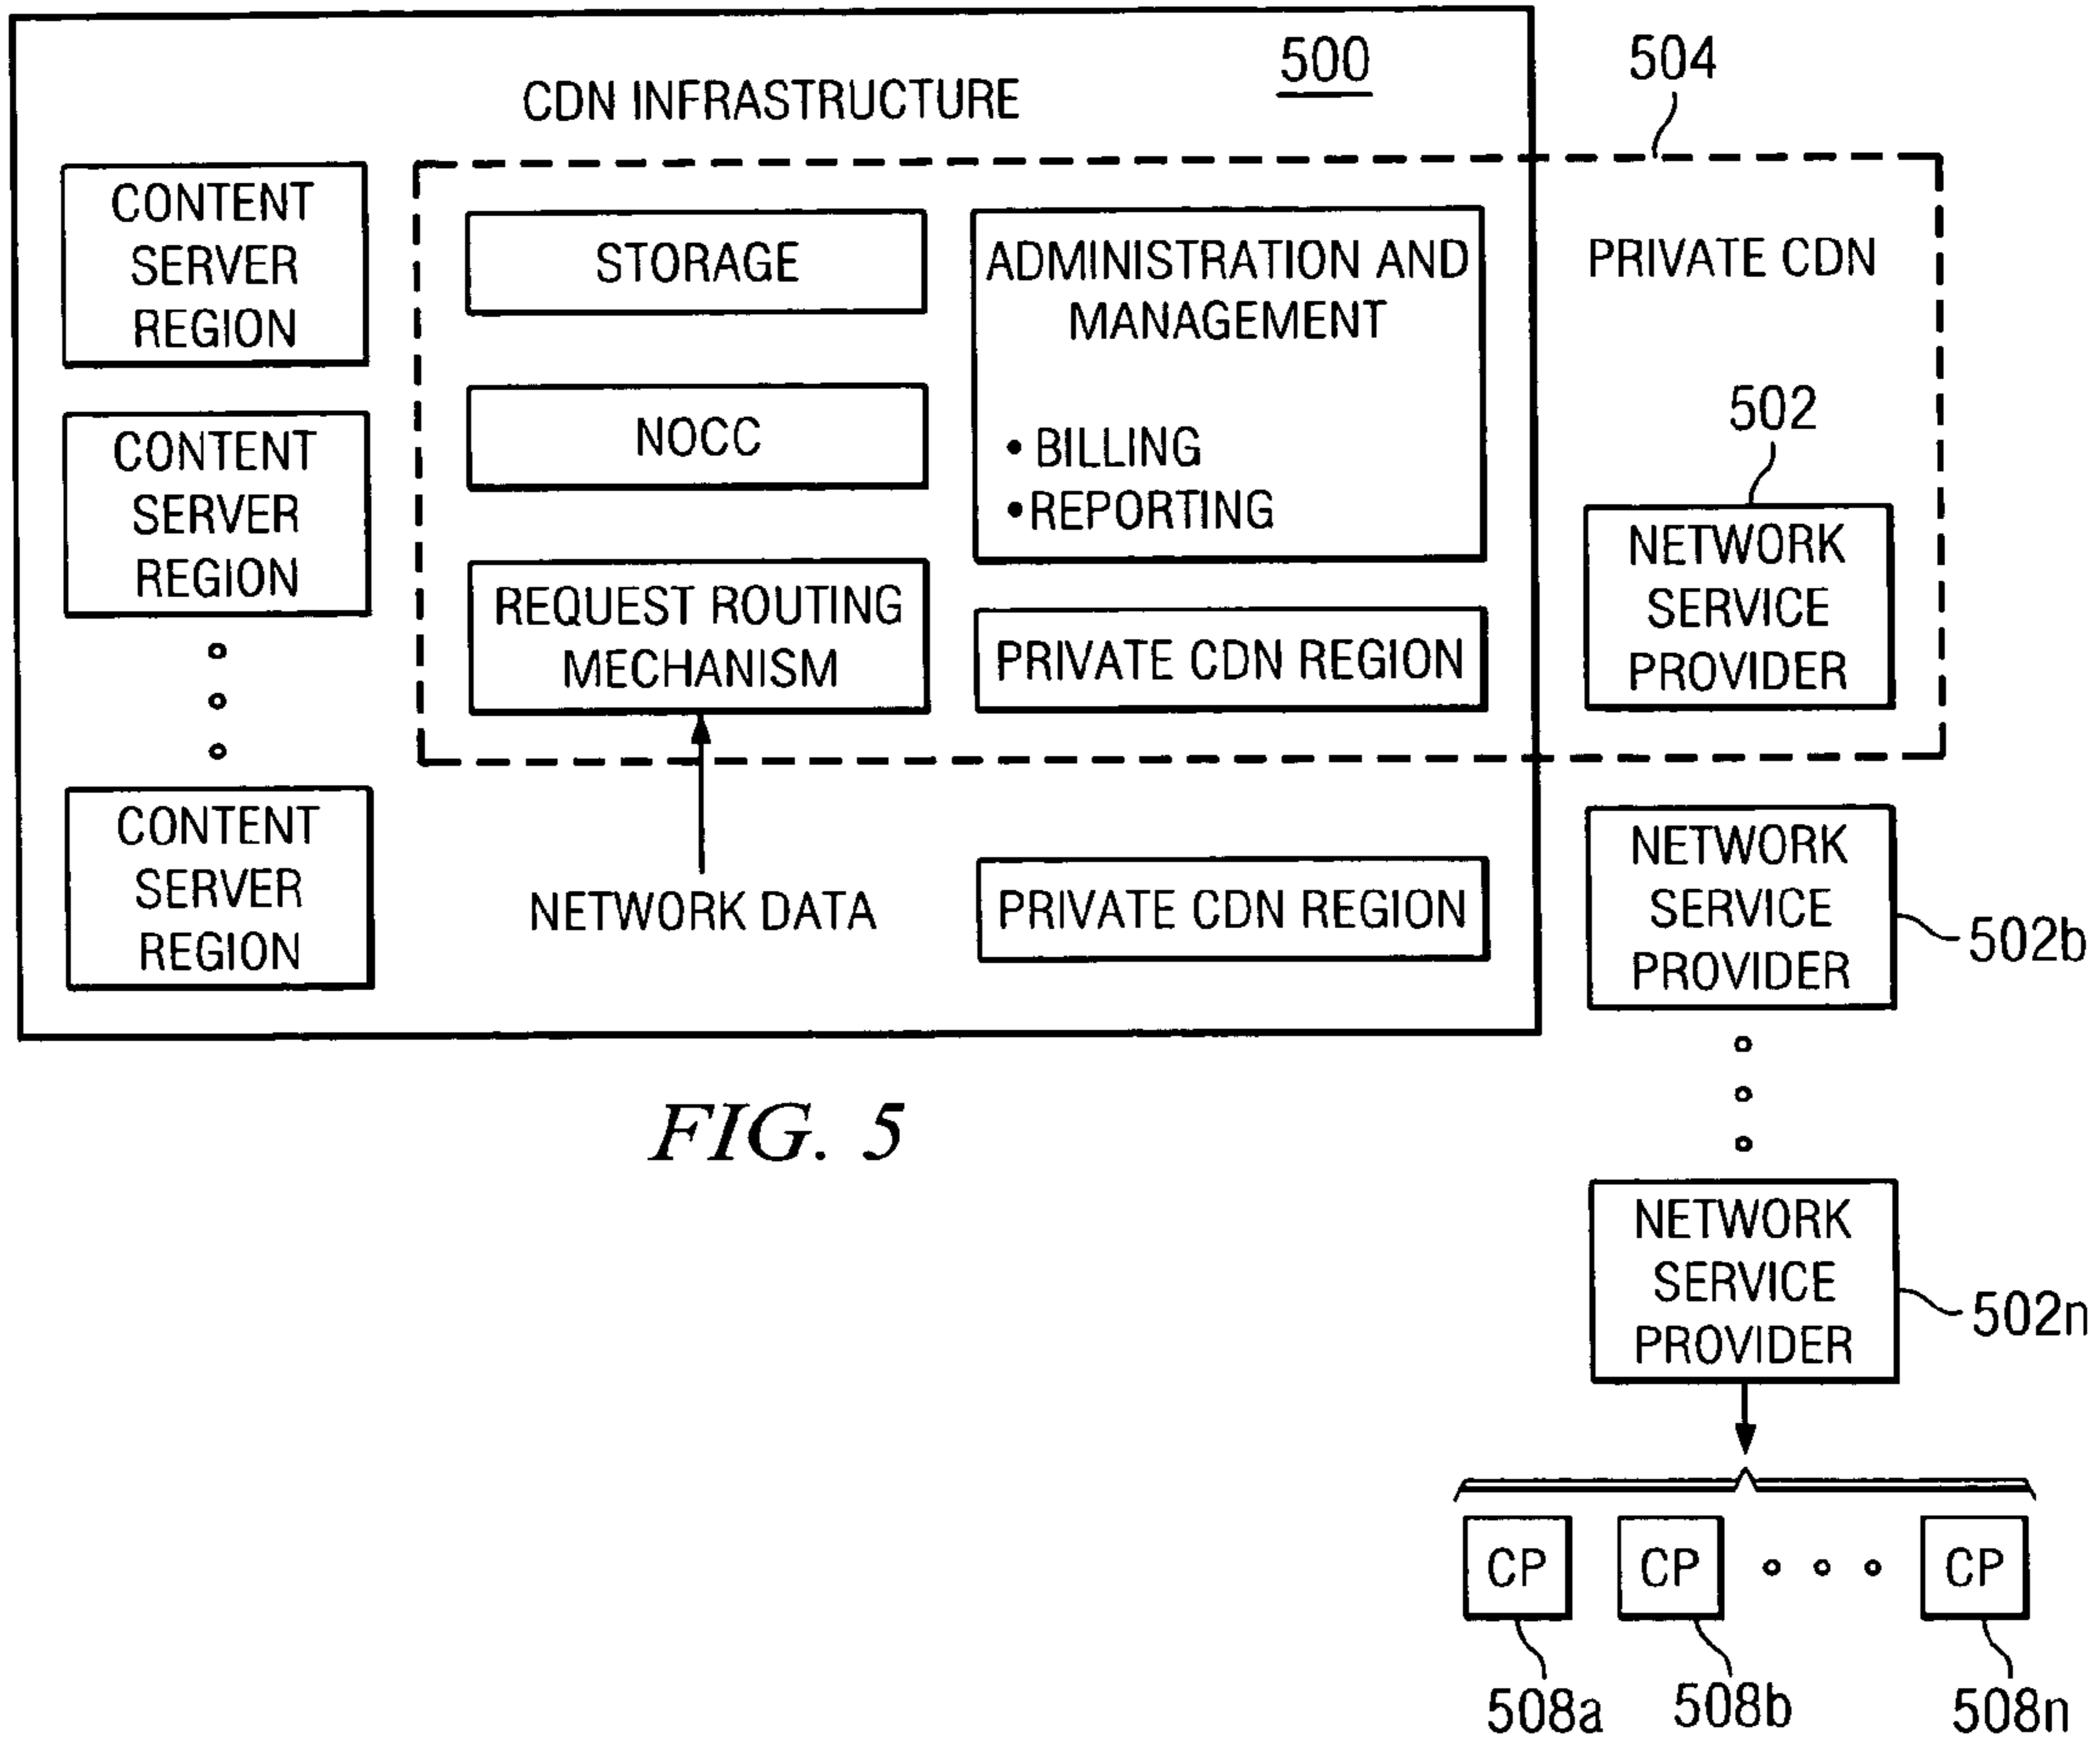 500
CDN INFRASTRUCTURE
504
CONTENT
SERVER
REGION
STORAGE
ADMINISTRATION AND
MANAGEMENT
• BILLING
• REPORTING
PRIVATE CDN
CONTENT
SERVER
REGION
NOCC
502
NETWORK
SERVICE
PROVIDER
REQUEST ROUTING
MECHANISM
PRIVATE CDN REGION
CONTENT
SERVER
REGION
NETWORK DATA
PRIVATE CDN REGION
NETWORK
SERVICE
PROVIDER
502b
FIG. 5
NETWORK
SERVICE
PROVIDER
502n
CP
CP
CP
508a
508b
508n